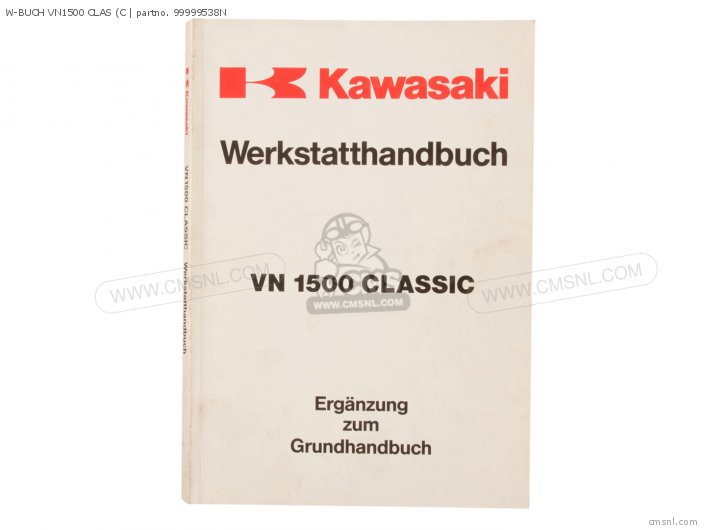 W-BUCH VN1500 CLAS (C | partno. 99999538N
Kawasaki
Werkstatthandbuch
VN 1500 CLASSIC
Ergänzung
zum
Grundhandbuch
Kawasaki
VN1500 CLASSIC Werkstatthandbuch
WWW.CMSNL.COM
WWW.CMSNL.COM
WWW.CMSNL.COM
cmsnl.com